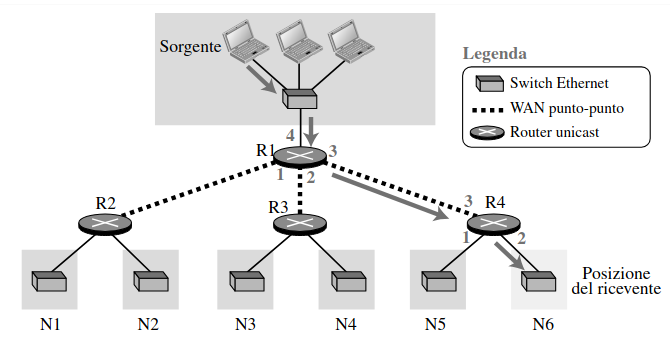 Sorgente
Legenda
Switch Ethernet
WAN punto-punto
Router unicast
4
R1
3
1
2
R2
R3
3
R4
1
2
Posizione
del ricevente
N1
N2
N3
N4
N5
N6